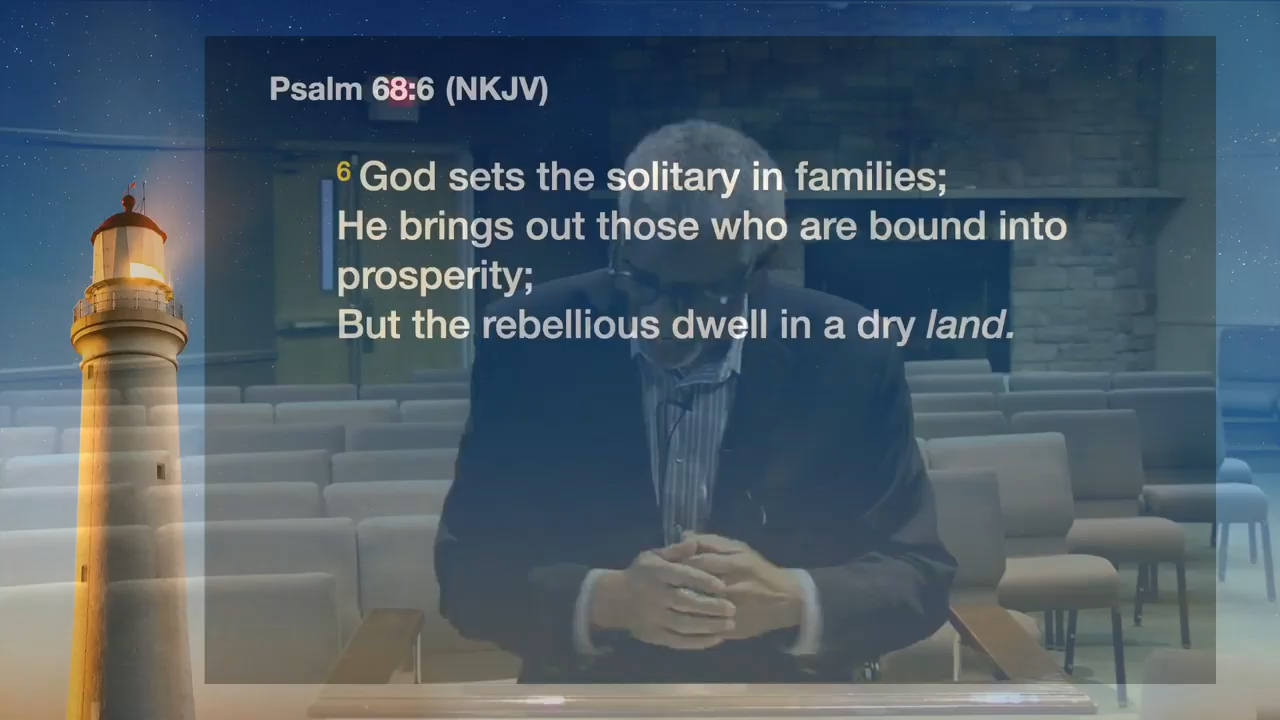 Psalm 68:6 (NKJV)
6 God sets the solitary in families;
He brings out those who are bound into
prosperity;
But the rebellious dwell in a dry land.